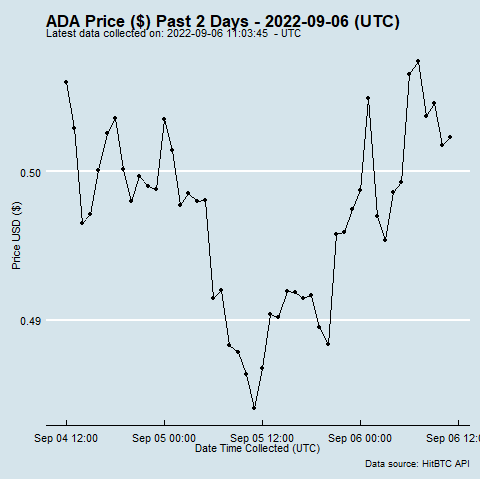 ADA Price ($) Past 2 Days - 2022-09-06 (UTC)
Latest data collected on: 2022-09-06 11:03:45 - UTC
0.50
Price USD ($)
0.49
Sep 04 12:00 Sep 05 00:00 Sep 05 12:00 Sep 06 00:00 Sep 06 12:0
Date Time Collected (UTC)
Data source: HitBTC API